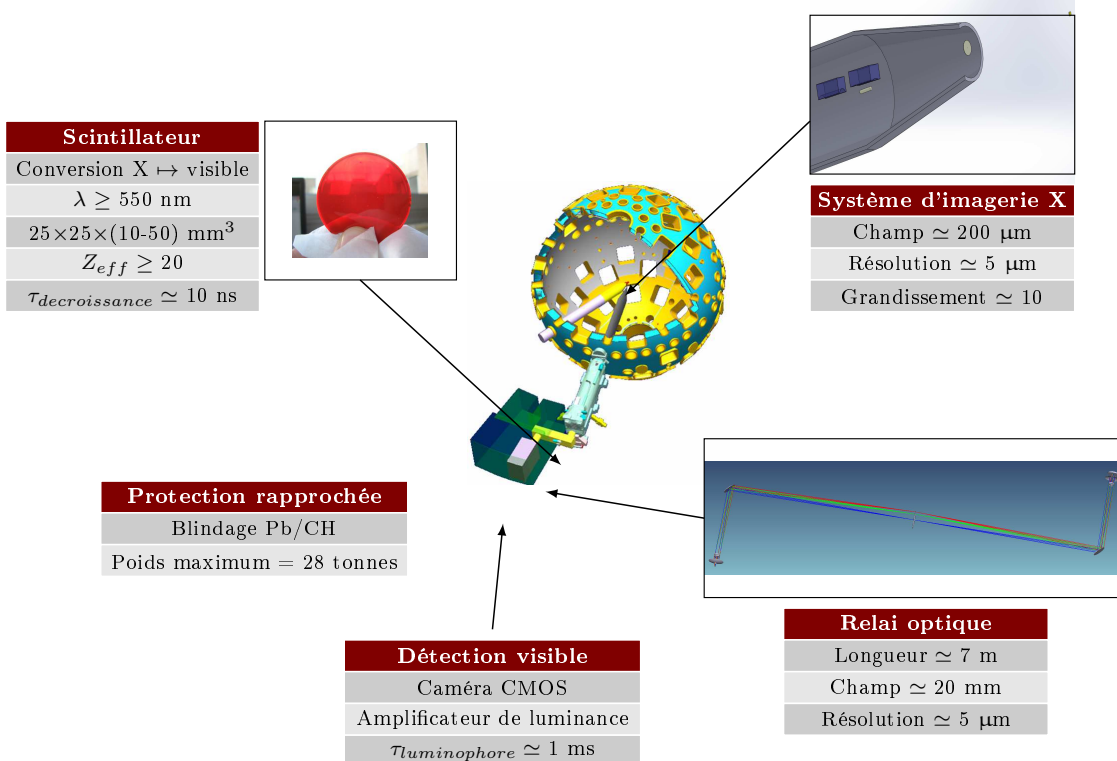 Scintillateur
Conversion X ↦ visible
λ ≥ 550 nm
25×25×(10-50) mm³
Z_eff ≥ 20
τ_decroissance ≃ 10 ns
Système d'imagerie X
Champ ≃ 200 μm
Résolution ≃ 5 μm
Grandissement ≃ 10
Protection rapprochée
Blindage Pb/CH
Poids maximum = 28 tonnes
Détection visible
Caméra CMOS
Amplificateur de luminance
τ_luminophore ≃ 1 ms
Relai optique
Longueur ≃ 7 m
Champ ≃ 20 mm
Résolution ≃ 5 μm